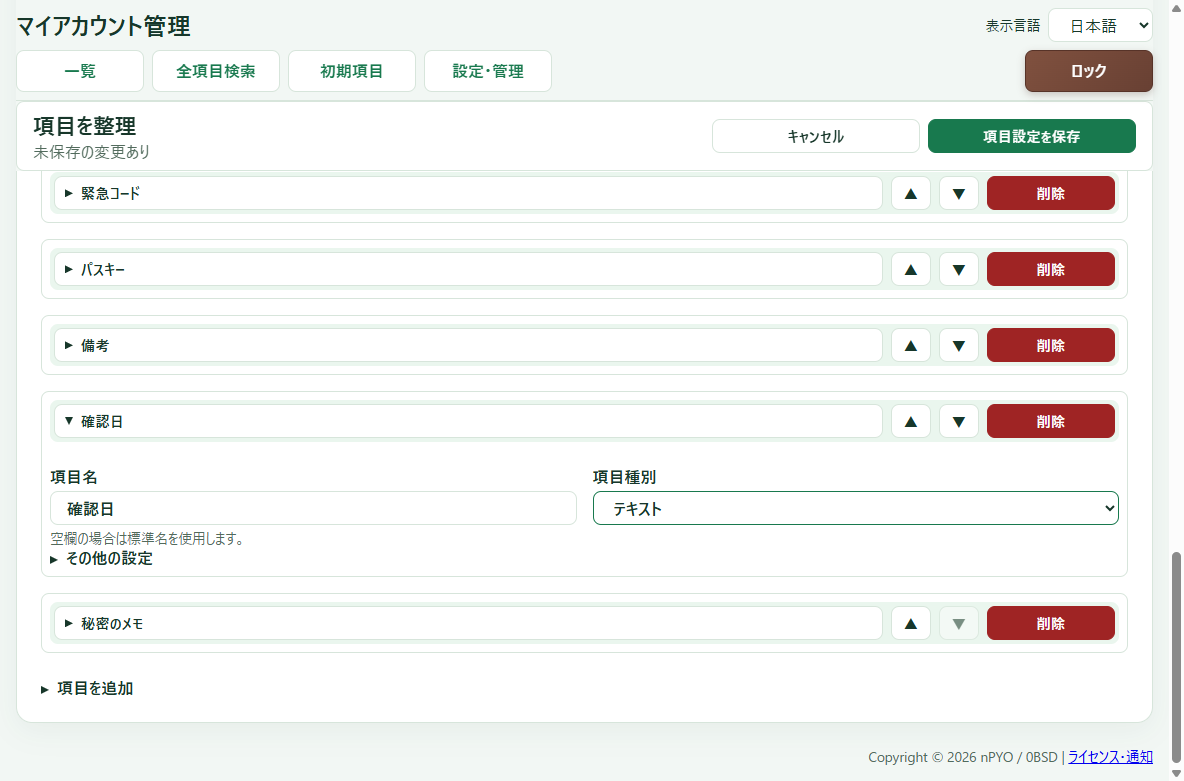 マイアカウント管理
表示言語 日本語
一覧 全項目検索 初期項目 設定・管理 ロック
項目を整理
未保存の変更あり
キャンセル 項目設定を保存
▶ 緊急コード ▲ ▼ 削除
▶ パスキー ▲ ▼ 削除
▶ 備考 ▲ ▼ 削除
▼ 確認日 ▲ ▼ 削除
項目名 項目種別
確認日 テキスト
空欄の場合は標準名を使用します。
▶ その他の設定
▶ 秘密のメモ ▲ ▼ 削除
▶ 項目を追加
Copyright © 2026 nPYO / 0BSD | ライセンス・通知